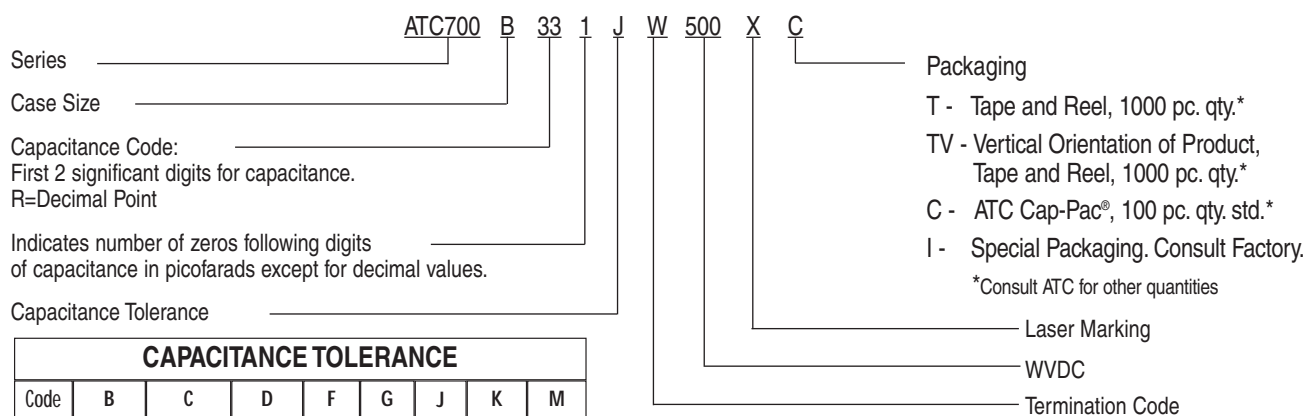 ATC700 B 33 1 J W 500 X C
Series
Case Size
Capacitance Code:
First 2 significant digits for capacitance.
R=Decimal Point
Indicates number of zeros following digits
of capacitance in picofarads except for decimal values.
Capacitance Tolerance
CAPACITANCE TOLERANCE
Code B C D F G J K M
Packaging
T - Tape and Reel, 1000 pc. qty.*
TV - Vertical Orientation of Product,
Tape and Reel, 1000 pc. qty.*
C - ATC Cap-Pac®, 100 pc. qty. std.*
I - Special Packaging. Consult Factory.
*Consult ATC for other quantities
Laser Marking
WVDC
Termination Code